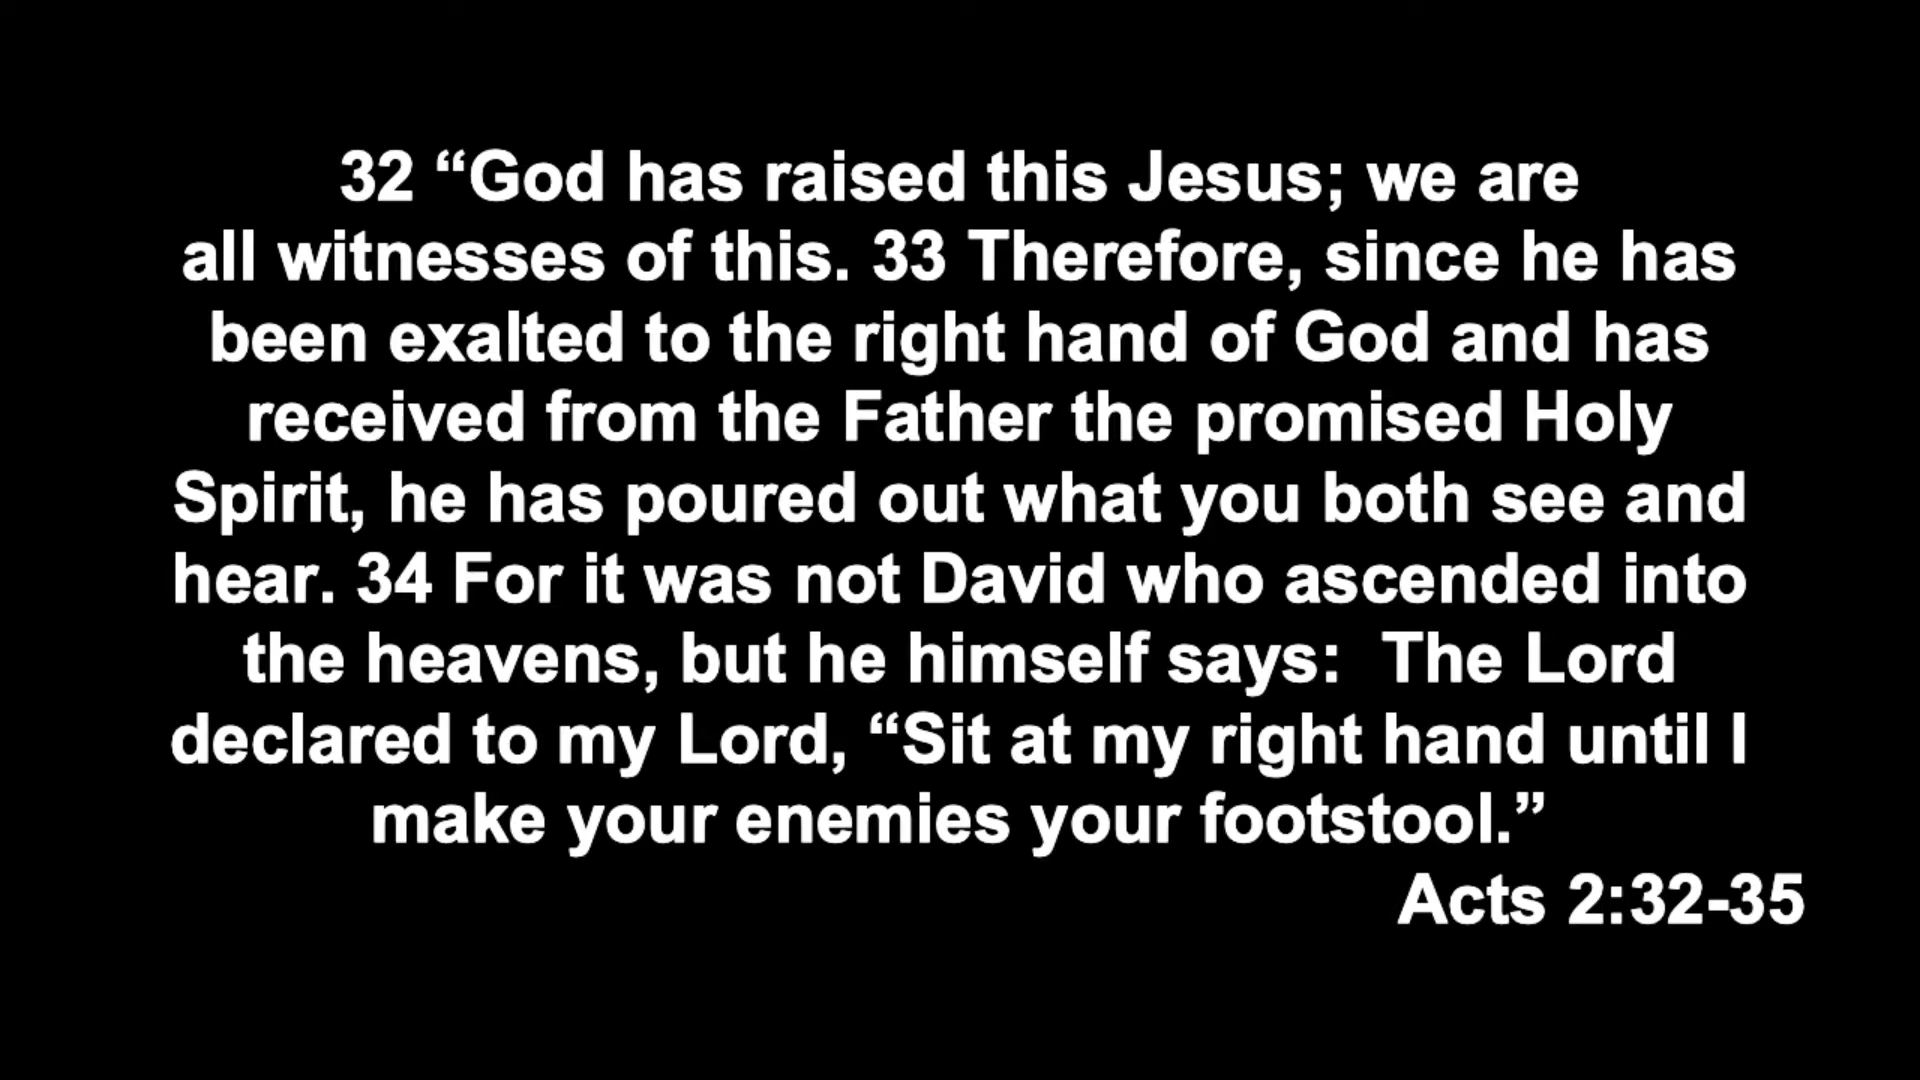 32 “God has raised this Jesus; we are
all witnesses of this. 33 Therefore, since he has
been exalted to the right hand of God and has
received from the Father the promised Holy
Spirit, he has poured out what you both see and
hear. 34 For it was not David who ascended into
the heavens, but he himself says:  The Lord
declared to my Lord, “Sit at my right hand until I
make your enemies your footstool.”
Acts 2:32-35